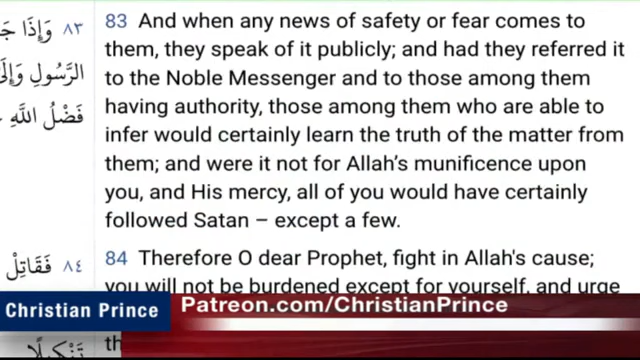 ٨٣ وَإِذَا جَ
الرَّسُولِ وَإِلَى
فَضْلُ اللَّهِ
83 And when any news of safety or fear comes to
them, they speak of it publicly; and had they referred it
to the Noble Messenger and to those among them
having authority, those among them who are able to
infer would certainly learn the truth of the matter from
them; and were it not for Allah's munificence upon
you, and His mercy, all of you would have certainly
followed Satan – except a few.
٨٤ فَقَاتِلْ
84 Therefore O dear Prophet, fight in Allah's cause;
you will not be burdened except for yourself, and urge
th
تَنْكِيلًا
Christian Prince
Patreon.com/ChristianPrince